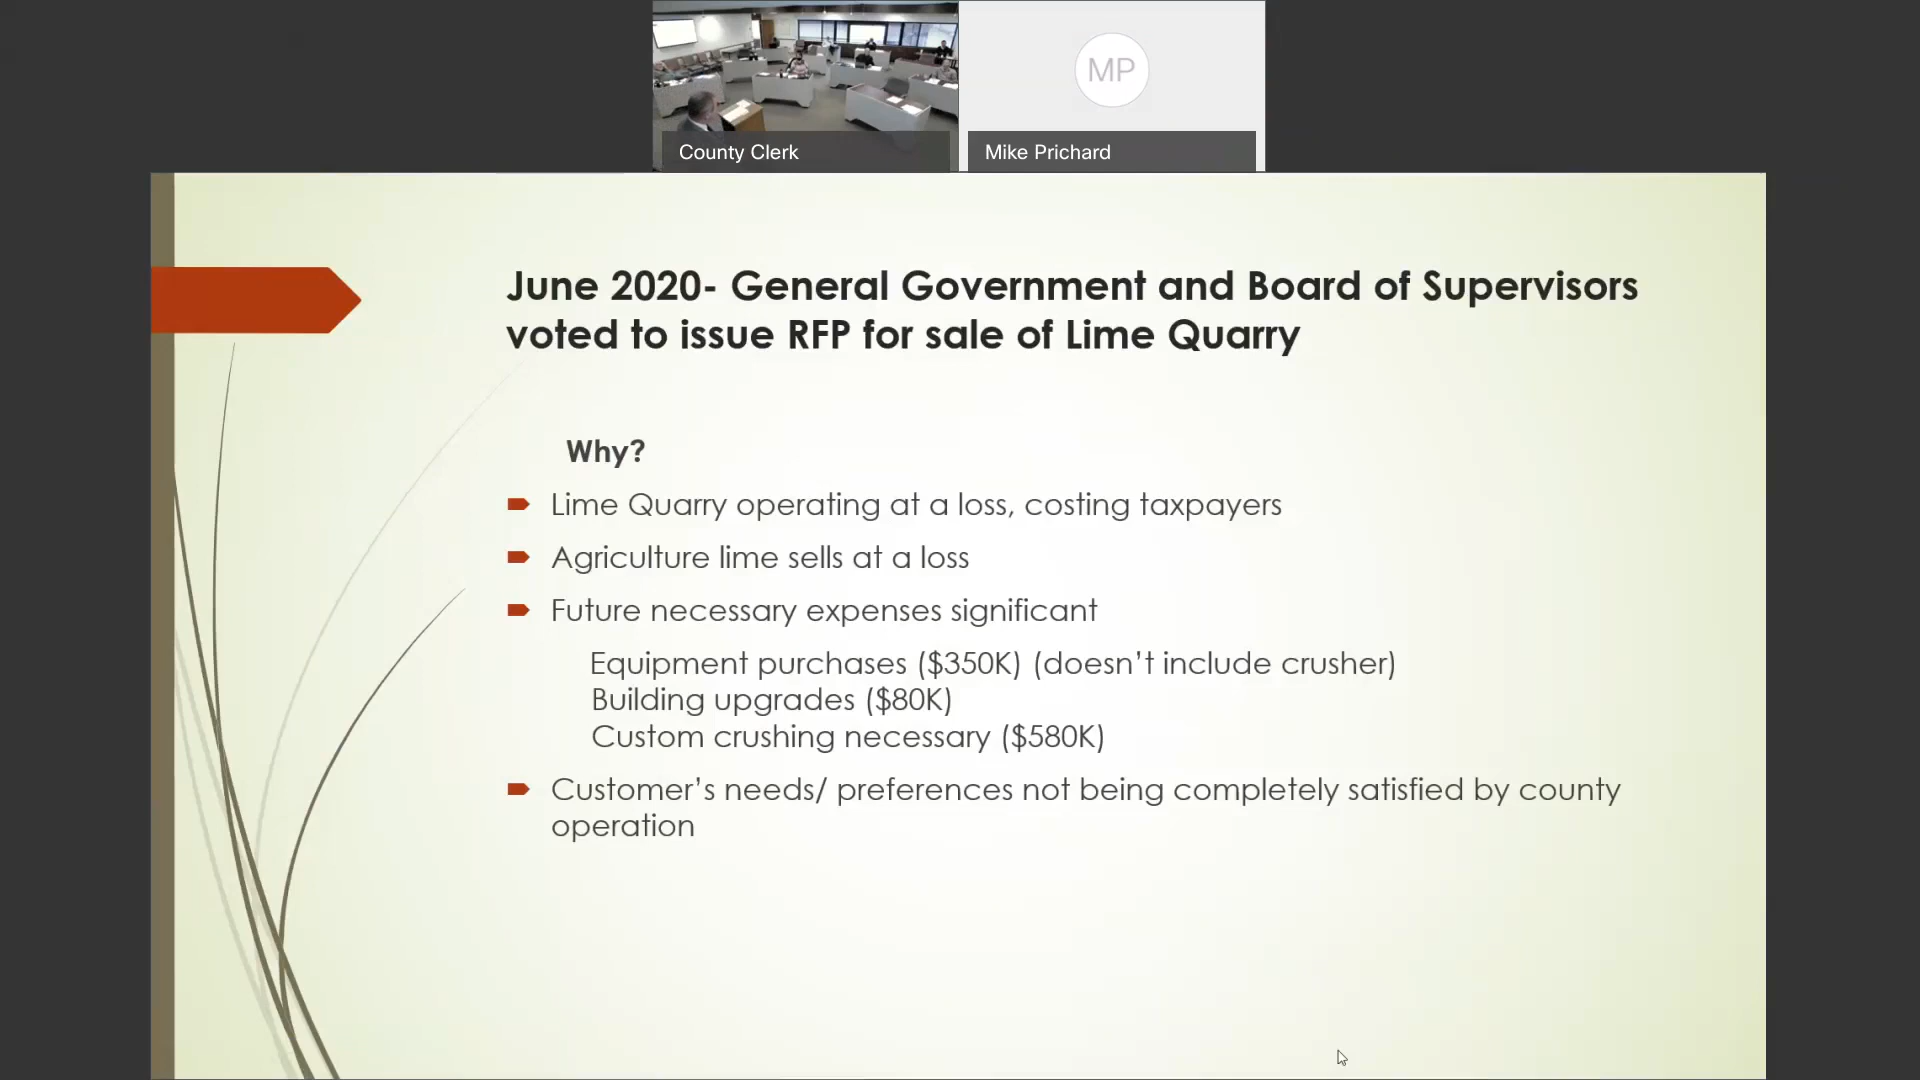 MP
County Clerk
Mike Prichard
June 2020- General Government and Board of Supervisors
voted to issue RFP for sale of Lime Quarry
Why?
Lime Quarry operating at a loss, costing taxpayers
Agriculture lime sells at a loss
Future necessary expenses significant
Equipment purchases ($350K) (doesn’t include crusher)
Building upgrades ($80K)
Custom crushing necessary ($580K)
Customer’s needs/ preferences not being completely satisfied by county
operation